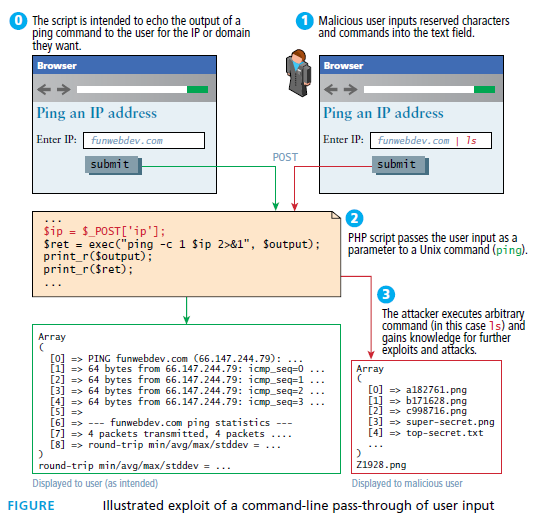 0 The script is intended to echo the output of a
ping command to the user for the IP or domain
they want.
Browser
Ping an IP address
Enter IP: funwebdev.com
submit
1 Malicious user inputs reserved characters
and commands into the text field.
Browser
Ping an IP address
Enter IP: funwebdev.com | ls
submit
POST
...
$ip = $_POST['ip'];
$ret = exec("ping -c 1 $ip 2>&1", $output);
print_r($output);
print_r($ret);
...
2
PHP script passes the user input as a
parameter to a Unix command (ping).
3
The attacker executes arbitrary
command (in this case ls) and
gains knowledge for further
exploits and attacks.
Array
(
[0] => PING funwebdev.com (66.147.244.79): ...
[1] => 64 bytes from 66.147.244.79: icmp_seq=0 ...
[2] => 64 bytes from 66.147.244.79: icmp_seq=1 ...
[3] => 64 bytes from 66.147.244.79: icmp_seq=2 ...
[4] => 64 bytes from 66.147.244.79: icmp_seq=3 ...
[5] =>
[6] => --- funwebdev.com ping statistics ---
[7] => 4 packets transmitted, 4 packets ....
[8] => round-trip min/avg/max/stddev = ...
)
round-trip min/avg/max/stddev = ...
Displayed to user (as intended)
Array
(
[0] => a182761.png
[1] => b171628.png
[2] => c998716.png
[3] => super-secret.png
[4] => top-secret.txt
...
)
Z1928.png
Displayed to malicious user
FIGURE Illustrated exploit of a command-line pass-through of user input